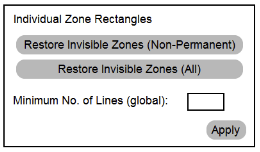 Individual Zone Rectangles
Restore Invisible Zones (Non-Permanent)
Restore Invisible Zones (All)
Minimum No. of Lines (global):
Apply